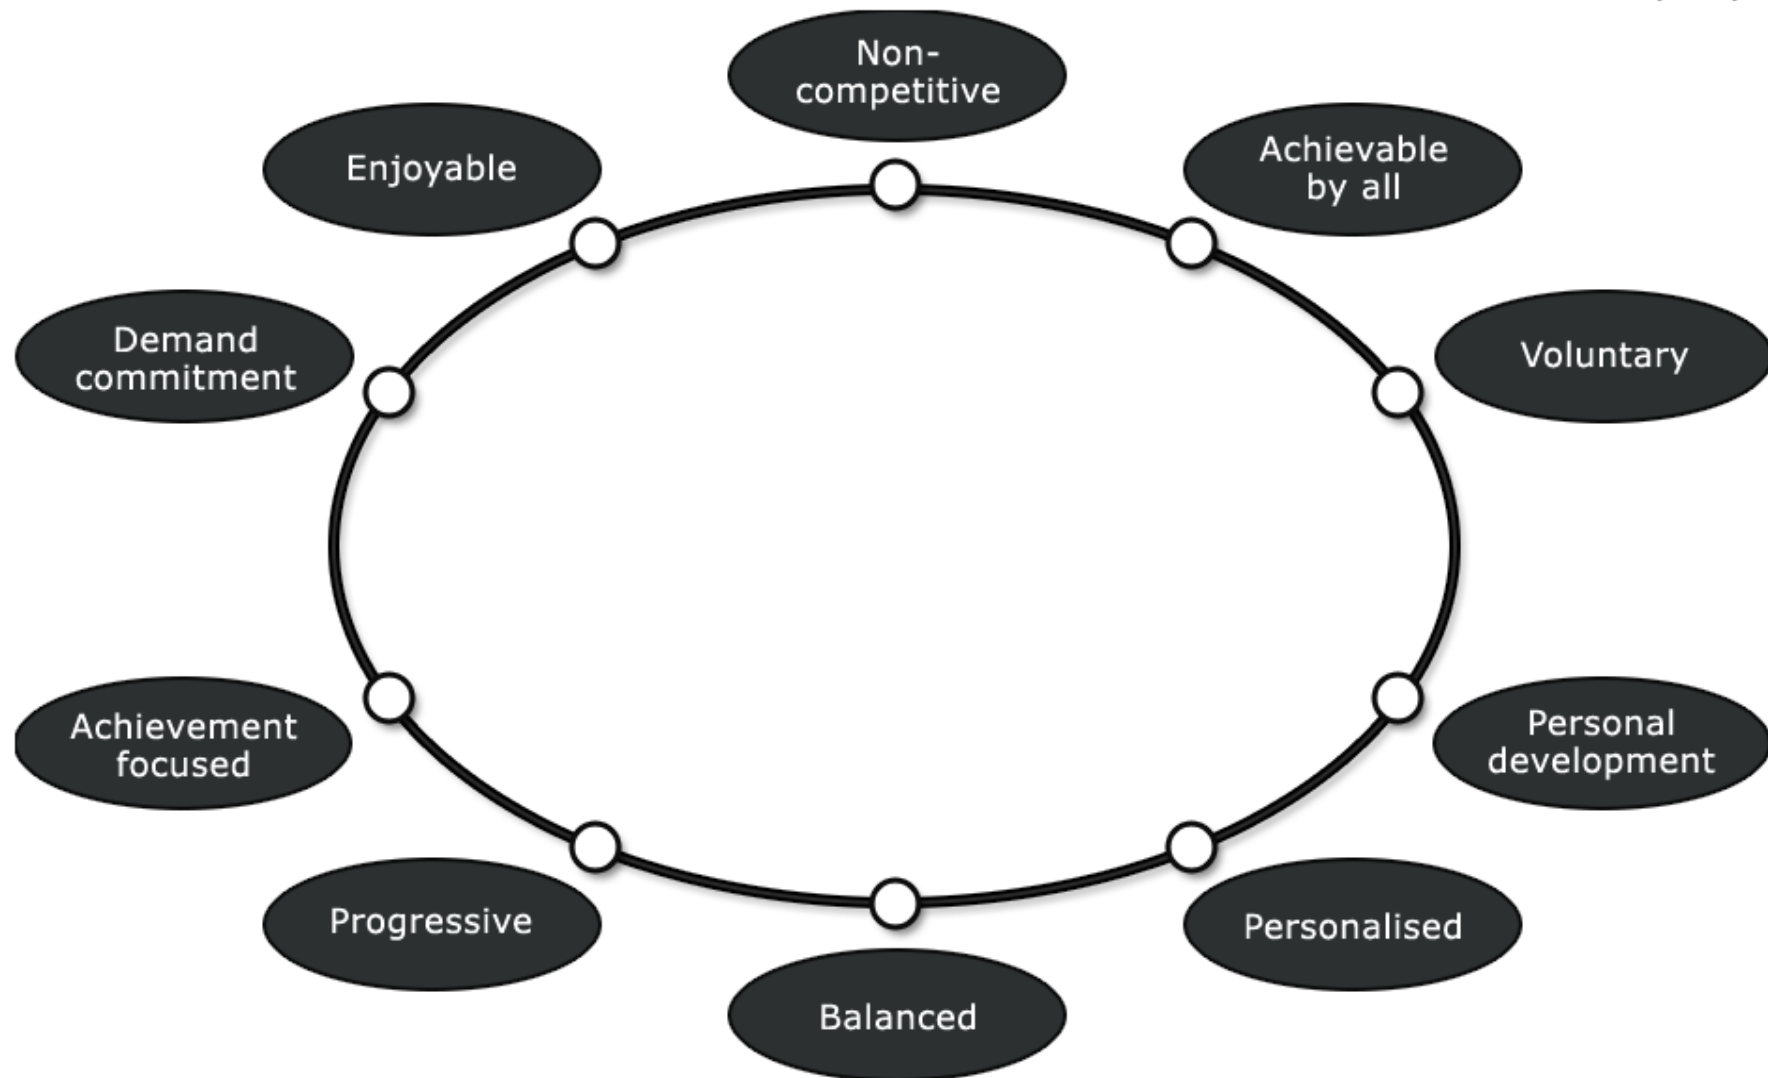 Non-
competitive
Achievable
by all
Voluntary
Personal
development
Personalised
Balanced
Progressive
Achievement
focused
Demand
commitment
Enjoyable